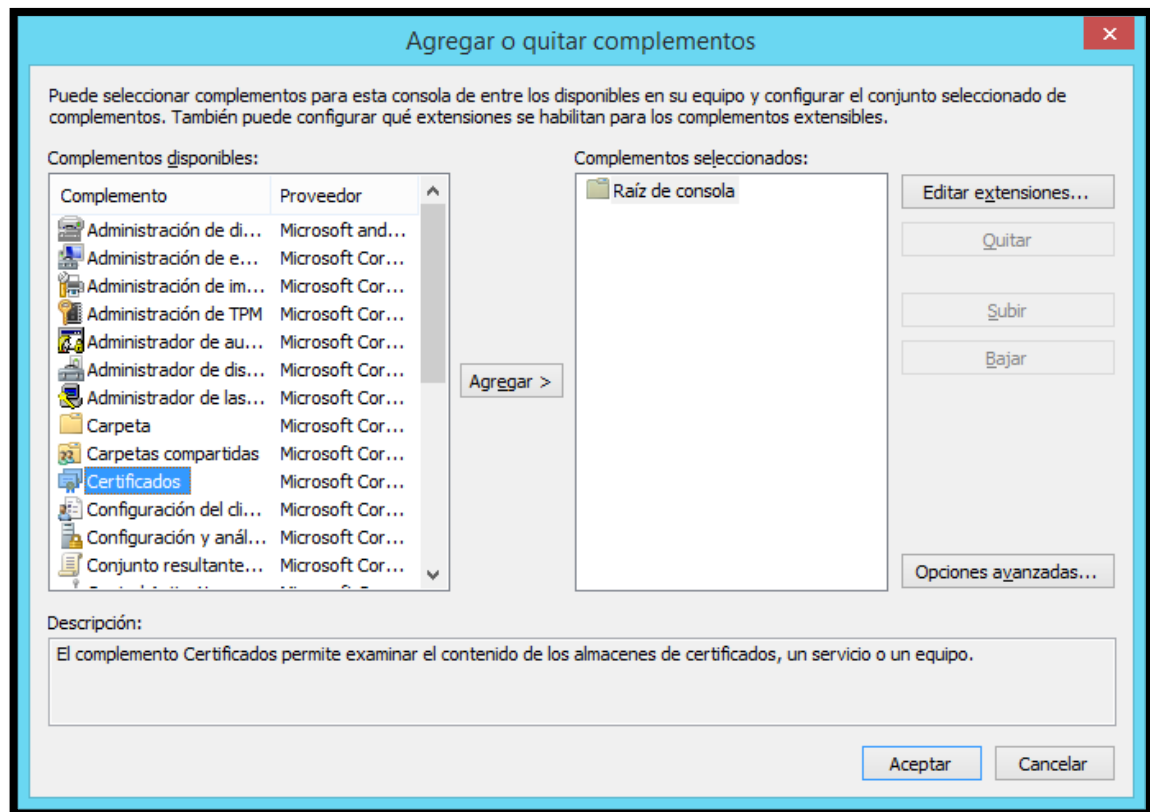 Agregar o quitar complementos
Puede seleccionar complementos para esta consola de entre los disponibles en su equipo y configurar el conjunto seleccionado de
complementos. También puede configurar qué extensiones se habilitan para los complementos extensibles.
Complementos disponibles:
Complemento Proveedor
Administración de di... Microsoft and...
Administración de e... Microsoft Cor...
Administración de im... Microsoft Cor...
Administración de TPM Microsoft Cor...
Administrador de au... Microsoft Cor...
Administrador de dis... Microsoft Cor...
Administrador de las... Microsoft Cor...
Carpeta Microsoft Cor...
Carpetas compartidas Microsoft Cor...
Certificados Microsoft Cor...
Configuración del cli... Microsoft Cor...
Configuración y anál... Microsoft Cor...
Conjunto resultante... Microsoft Cor...
Agregar >
Complementos seleccionados:
Raíz de consola
Editar extensiones...
Quitar
Subir
Bajar
Opciones avanzadas...
Descripción:
El complemento Certificados permite examinar el contenido de los almacenes de certificados, un servicio o un equipo.
Aceptar Cancelar